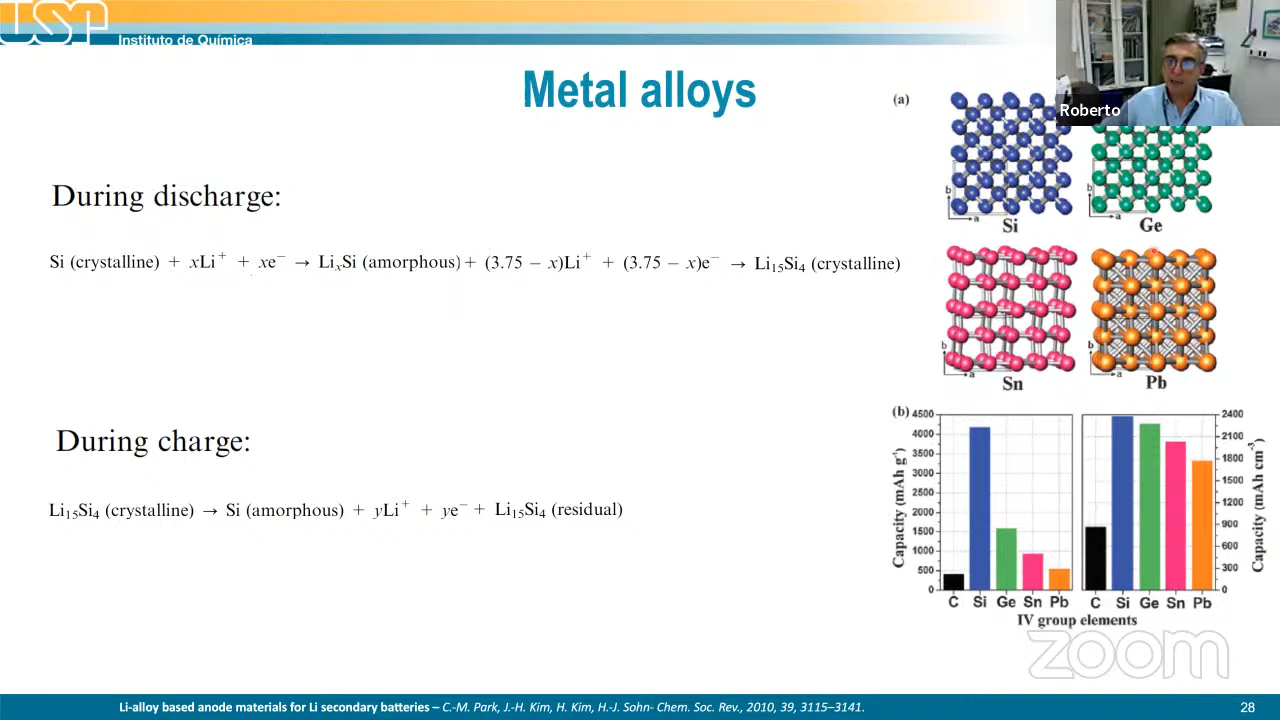 USP
Instituto de Química
Metal alloys
Roberto
(a)
During discharge:
Si (crystalline) + xLi⁺ + xe⁻ → LiₓSi (amorphous) + (3.75 − x)Li⁺ + (3.75 − x)e⁻ → Li₁₅Si₄ (crystalline)
b
a
Si
b
a
Ge
b
a
Sn
b
a
Pb
During charge:
Li₁₅Si₄ (crystalline) → Si (amorphous) + yLi⁺ + ye⁻ + Li₁₅Si₄ (residual)
(b)
Capacity (mAh g⁻¹)
4500
4000
3500
3000
2500
2000
1500
1000
500
0
C Si Ge Sn Pb
C Si Ge Sn Pb
2400
2100
1800
1500
1200
900
600
300
0
Capacity (mAh cm⁻³)
IV group elements
zoom
Li-alloy based anode materials for Li secondary batteries – C.-M. Park, J.-H. Kim, H. Kim, H.-J. Sohn- Chem. Soc. Rev., 2010, 39, 3115–3141.
28